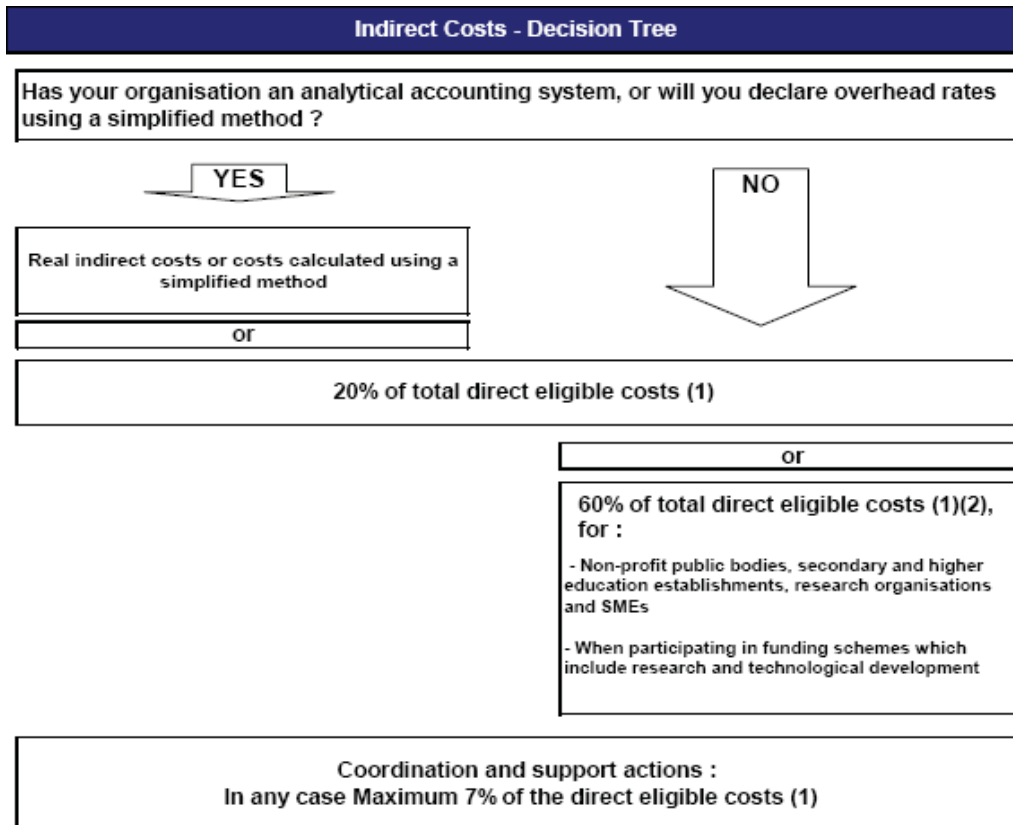 Indirect Costs - Decision Tree
Has your organisation an analytical accounting system, or will you declare overhead rates
using a simplified method ?
YES
NO
Real indirect costs or costs calculated using a
simplified method
or
20% of total direct eligible costs (1)
or
60% of total direct eligible costs (1)(2),
for :
- Non-profit public bodies, secondary and higher
education establishments, research organisations
and SMEs
- When participating in funding schemes which
include research and technological development
Coordination and support actions :
In any case Maximum 7% of the direct eligible costs (1)